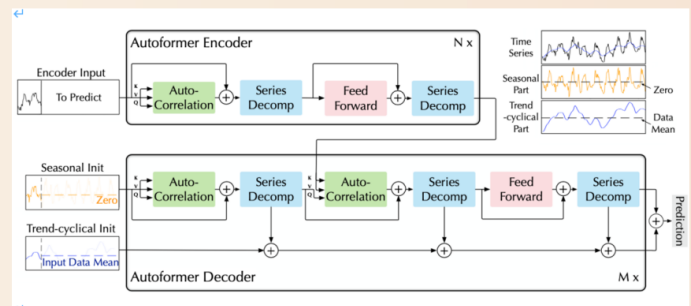 Autoformer Encoder
N x
Encoder Input
To Predict
K
V
Q
Auto-
Correlation
Series
Decomp
Feed
Forward
Series
Decomp
Time
Series
Seasonal
Part
Zero
Trend
-cyclical
Part
Data
Mean
Seasonal Init
Zero
K
V
Q
Auto-
Correlation
Series
Decomp
K
V
Q
Auto-
Correlation
Series
Decomp
Feed
Forward
Series
Decomp
Prediction
Trend-cyclical Init
Input Data Mean
Autoformer Decoder
M x